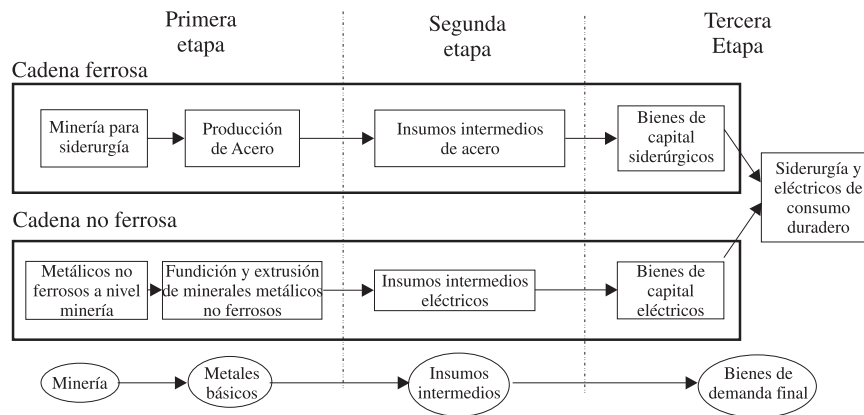 Primera
etapa
Segunda
etapa
Tercera
Etapa
Cadena ferrosa
Minería para
siderurgía
Producción
de Acero
Insumos intermedios
de acero
Bienes de
capital
siderúrgicos
Siderurgía y
eléctricos de
consumo
duradero
Cadena no ferrosa
Metálicos no
ferrosos a nivel
minería
Fundición y extrusión
de minerales metálicos
no ferrosos
Insumos intermedios
eléctricos
Bienes de
capital
eléctricos
Minería
Metales
básicos
Insumos
intermedios
Bienes de
demanda final